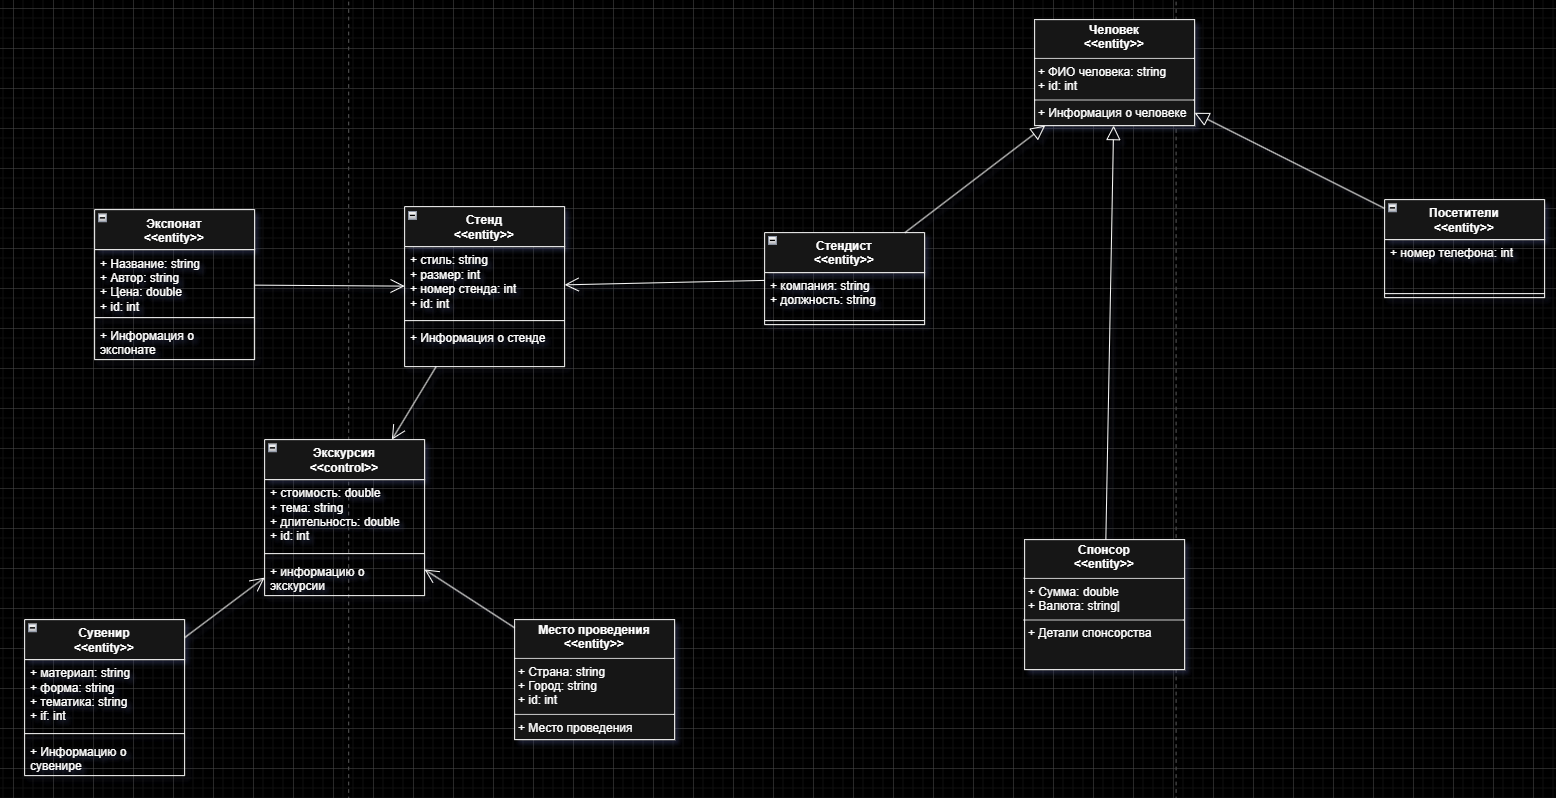 Человек
<<entity>>
+ ФИО человека: string
+ id: int
+ Информация о человеке
Экспонат
<<entity>>
+ Название: string
+ Автор: string
+ Цена: double
+ id: int
+ Информация о
экспонате
Стенд
<<entity>>
+ стиль: string
+ размер: int
+ номер стенда: int
+ id: int
+ Информация о стенде
Стендист
<<entity>>
+ компания: string
+ должность: string
Посетители
<<entity>>
+ номер телефона: int
Экскурсия
<<control>>
+ стоимость: double
+ тема: string
+ длительность: double
+ id: int
+ информацию о
экскурсии
Спонсор
<<entity>>
+ Сумма: double
+ Валюта: string|
+ Детали спонсорства
Сувенир
<<entity>>
+ материал: string
+ форма: string
+ тематика: string
+ if: int
+ Информацию о
сувенире
Место проведения
<<entity>>
+ Страна: string
+ Город: string
+ id: int
+ Место проведения